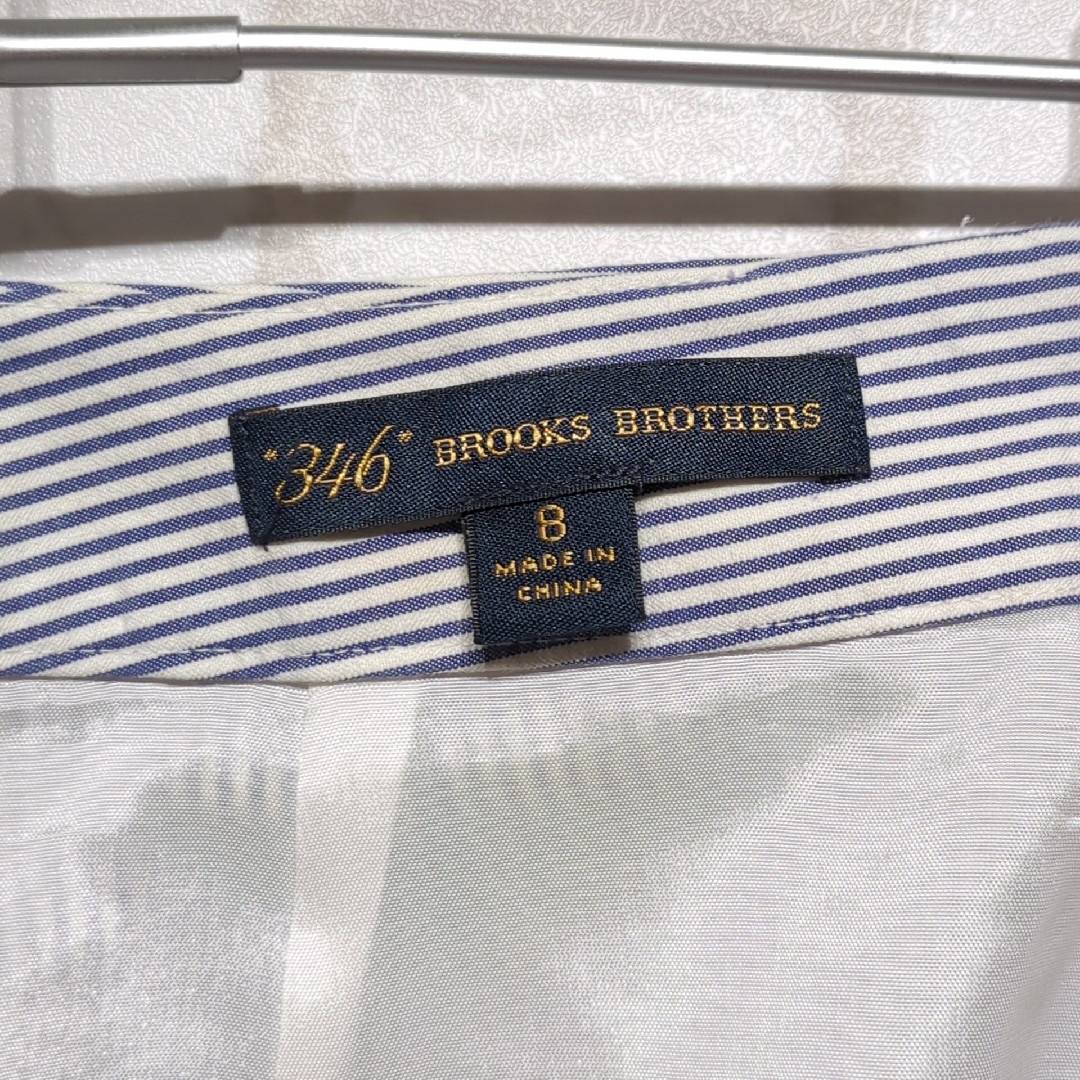 "346" BROOKS BROTHERS
8
MADE IN
CHINA